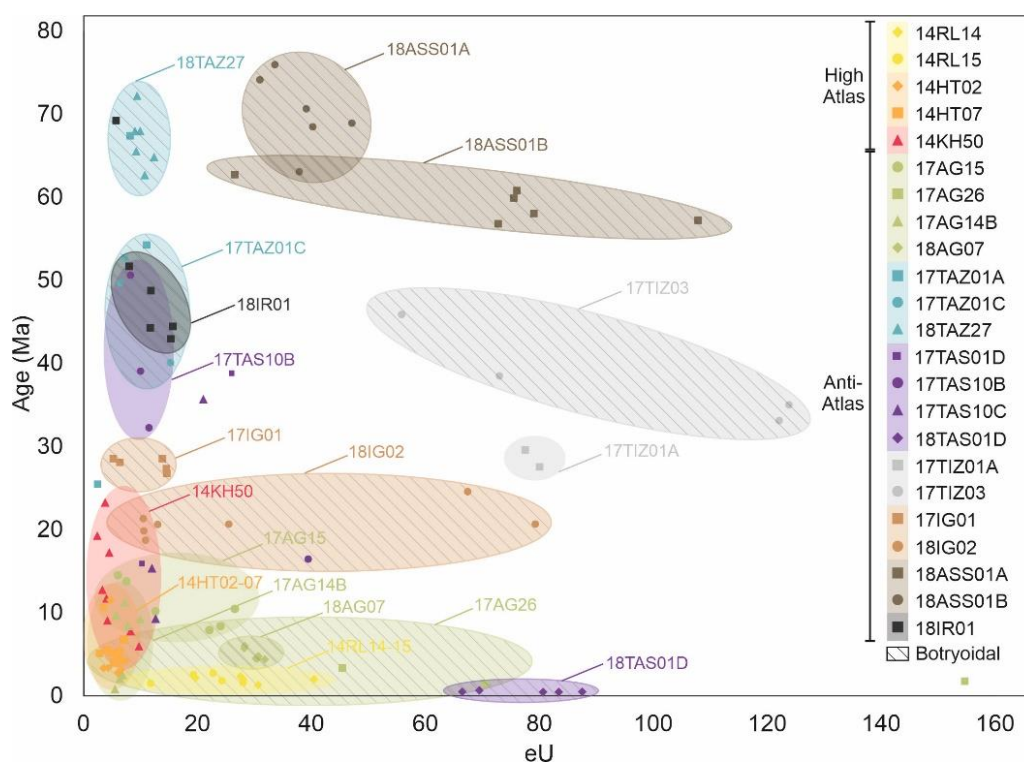 80
70
60
50
40
30
20
10
0
Age (Ma)
0
20
40
60
80
100
120
140
160
eU
18TAZ27
18ASS01A
18ASS01B
17TAZ01C
18IR01
17TAS10B
17TIZ03
17IG01
18IG02
17TIZ01A
14KH50
17AG15
14HT02-07
17AG14B
18AG07
17AG26
14RL14-15
18TAS01D
High
Atlas
Anti-
Atlas
14RL14
14RL15
14HT02
14HT07
14KH50
17AG15
17AG26
17AG14B
18AG07
17TAZ01A
17TAZ01C
18TAZ27
17TAS01D
17TAS10B
17TAS10C
18TAS01D
17TIZ01A
17TIZ03
17IG01
18IG02
18ASS01A
18ASS01B
18IR01
Botryoidal